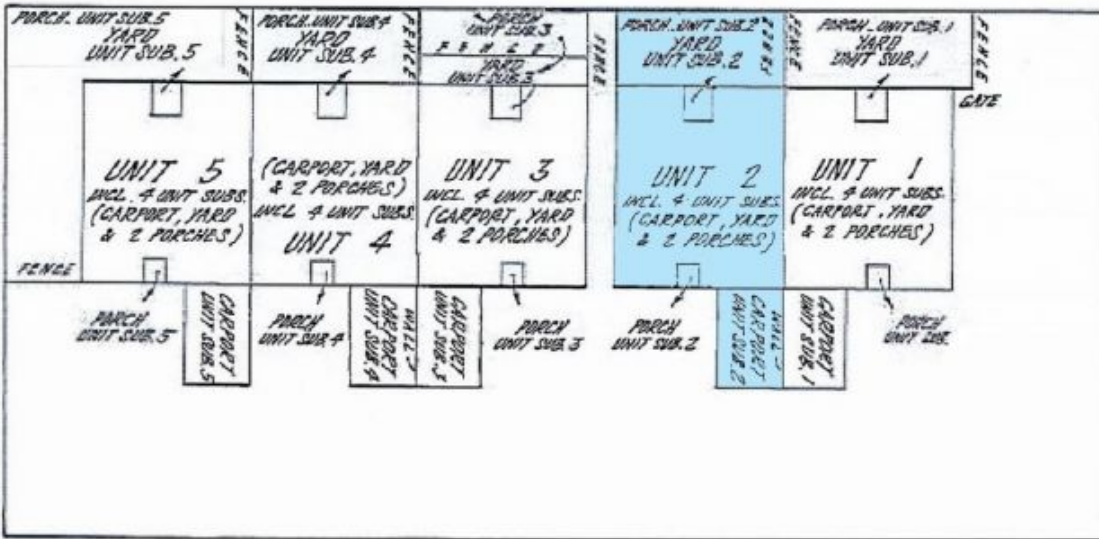 PORCH UNIT SUB.5
YARD
UNIT SUB.5
FENCE
PORCH UNIT SUB 4
YARD
UNIT SUB.4
FENCE
PORCH
UNIT SUB.3
FENCE
YARD
UNIT SUB.3
PORCH UNIT SUB.2
YARD
UNIT SUB.2
FENCE
PORCH UNIT SUB.1
YARD
UNIT SUB.1
FENCE
GATE
UNIT 5
INCL. 4 UNIT SUBS.
(CARPORT, YARD
& 2 PORCHES)
(CARPORT, YARD
& 2 PORCHES)
INCL 4 UNIT SUBS.
UNIT 4
UNIT 3
INCL. 4 UNIT SUBS.
(CARPORT, YARD
& 2 PORCHES)
UNIT 2
INCL. 4 UNIT SUBS.
(CARPORT, YARD
& 2 PORCHES)
UNIT 1
INCL. 4 UNIT SUBS.
(CARPORT, YARD
& 2 PORCHES)
FENCE
PORCH
UNIT SUB.5
CARPORT
UNIT SUB.5
PORCH
UNIT SUB.4
WALL
CARPORT
UNIT SUB.4
CARPORT
UNIT SUB.3
PORCH
UNIT SUB.3
PORCH
UNIT SUB.2
WALL
CARPORT
UNIT SUB.2
CARPORT
UNIT SUB.1
PORCH
UNIT SUB.